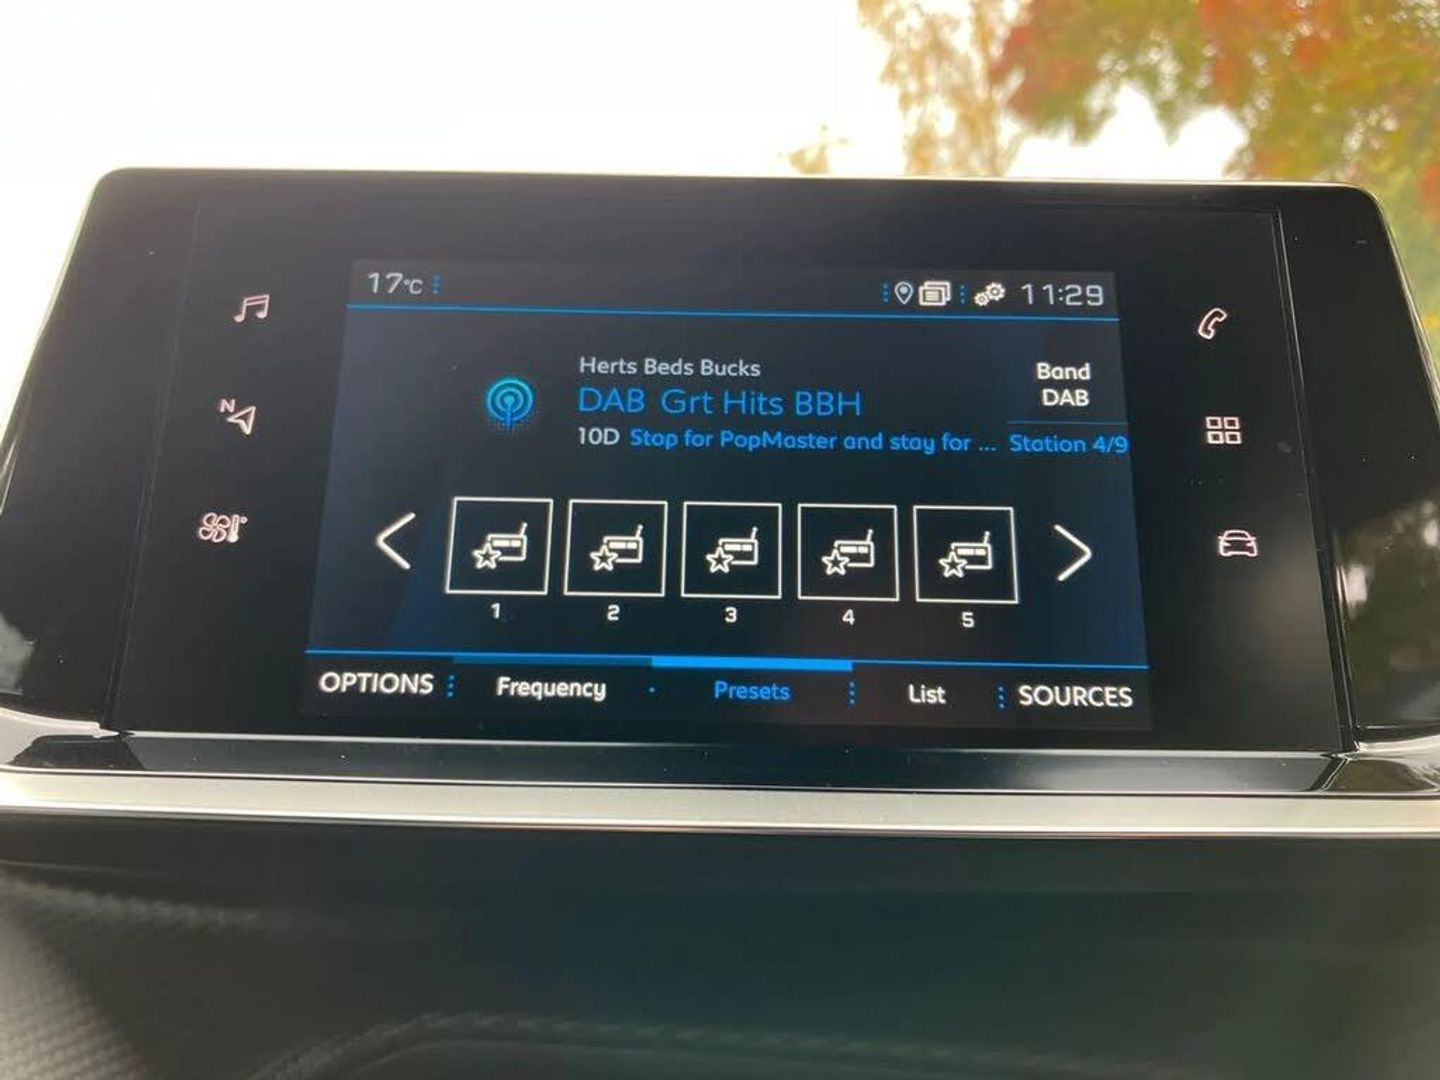 17°C
11:29
Herts Beds Bucks
DAB Grt Hits BBH
Band
DAB
10D Stop for PopMaster and stay for ...
Station 4/9
N
1 2 3 4 5
OPTIONS Frequency Presets List SOURCES